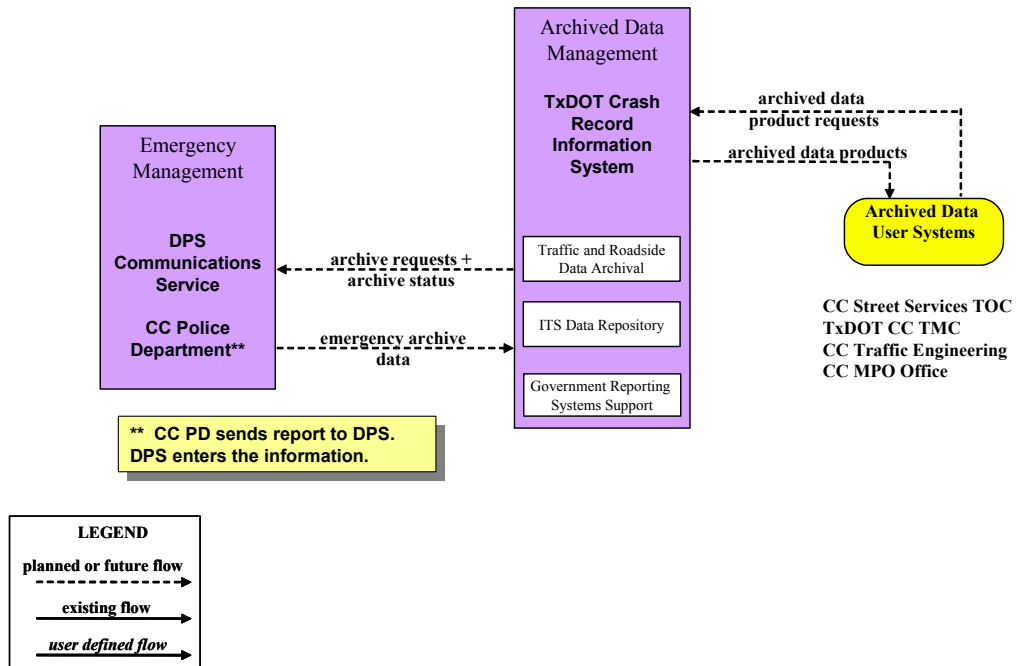 Emergency
Management
DPS
Communications
Service
CC Police
Department**
archive requests +
archive status
emergency archive
data
Archived Data
Management
TxDOT Crash
Record
Information
System
Traffic and Roadside
Data Archival
ITS Data Repository
Government Reporting
Systems Support
archived data
product requests
archived data products
Archived Data
User Systems
CC Street Services TOC
TxDOT CC TMC
CC Traffic Engineering
CC MPO Office
** CC PD sends report to DPS.
DPS enters the information.
LEGEND
planned or future flow
existing flow
user defined flow